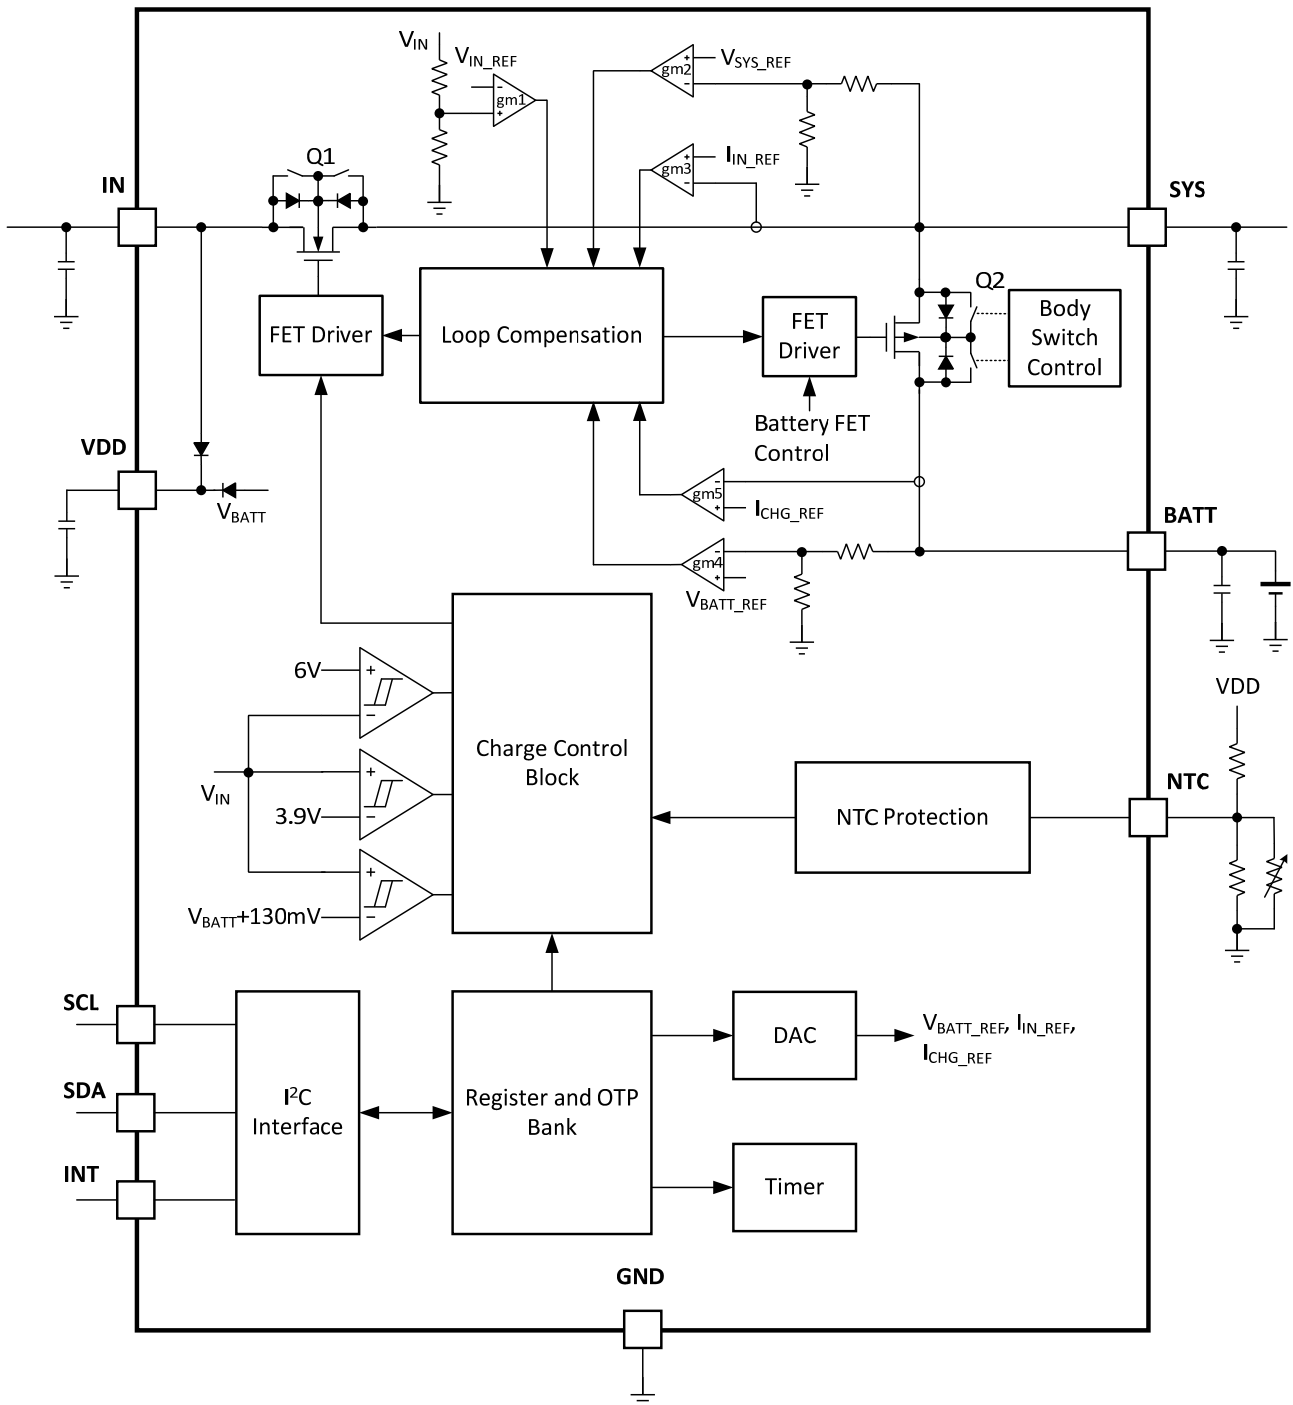 VIN
VIN_REF
-
gm1
+
+
gm2
-
VSYS_REF
+
gm3
-
IIN_REF
Q1
IN
SYS
FET Driver
Loop Compensation
FET
Driver
Q2
Body
Switch
Control
Battery FET
Control
VDD
VBATT
-
gm5
+
ICHG_REF
BATT
-
gm4
+
VBATT_REF
6V
+
-
VIN
+
3.9V
-
+
VBATT+130mV
-
Charge Control
Block
NTC Protection
VDD
NTC
SCL
SDA
INT
I2C
Interface
Register and OTP
Bank
DAC
VBATT_REF, IIN_REF,
ICHG_REF
Timer
GND